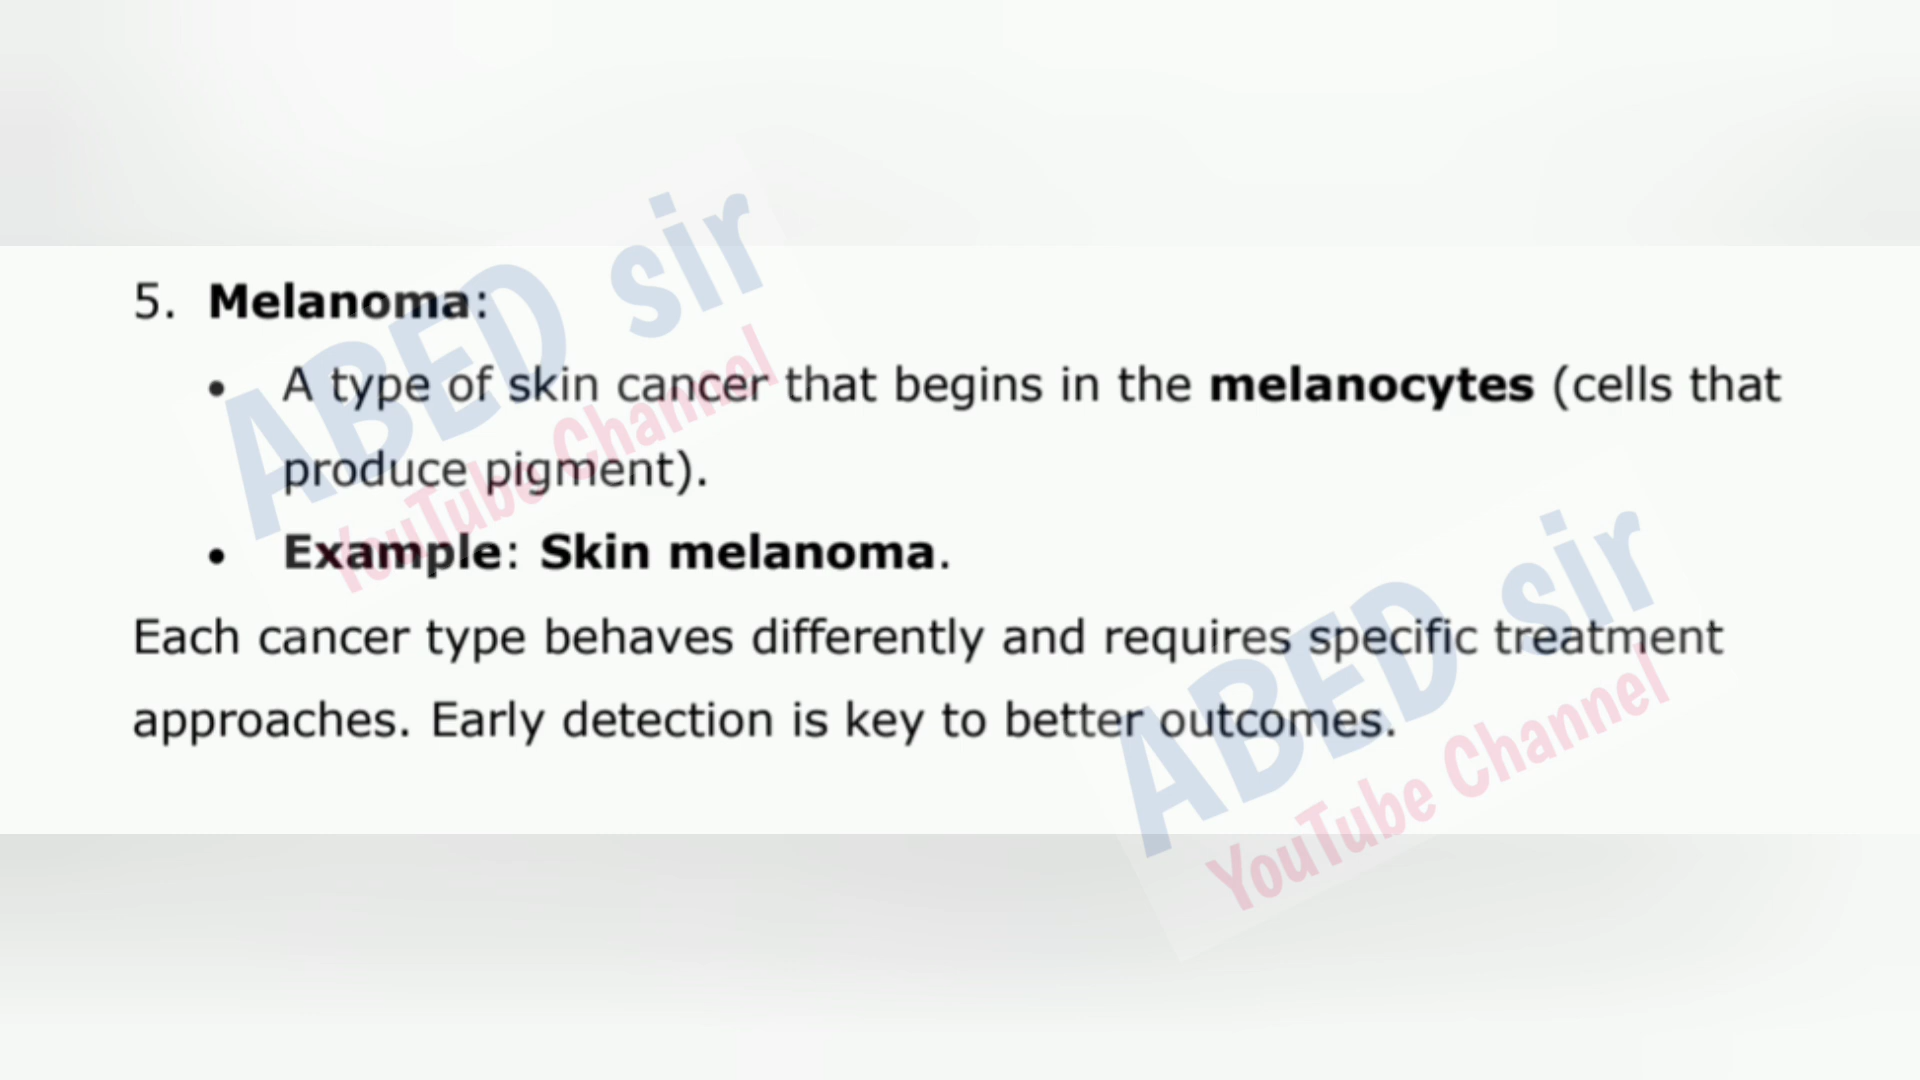 5. Melanoma:
• A type of skin cancer that begins in the melanocytes (cells that
produce pigment).
• Example: Skin melanoma.
Each cancer type behaves differently and requires specific treatment
approaches. Early detection is key to better outcomes.
ABED sir
YouTube Channel
ABED sir
YouTube Channel